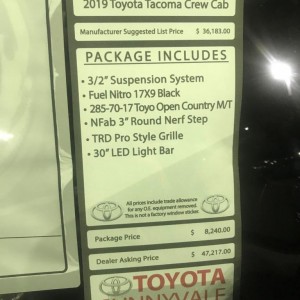 2019 Toyota Tacoma Crew Cab
Manufacturer Suggested List Price $ 36,183.00
PACKAGE INCLUDES
• 3/2" Suspension System
• Fuel Nitro 17X9 Black
• 285-70-17 Toyo Open Country M/T
• NFab 3" Round Nerf Step
• TRD Pro Style Grille
• 30" LED Light Bar
All prices include trade allowance
for any O.E. equipment removed.
This is not a factory window sticker.
Package Price $ 8,240.00
Dealer Asking Price $ 47,217.00
TOYOTA
SUNNYVALE